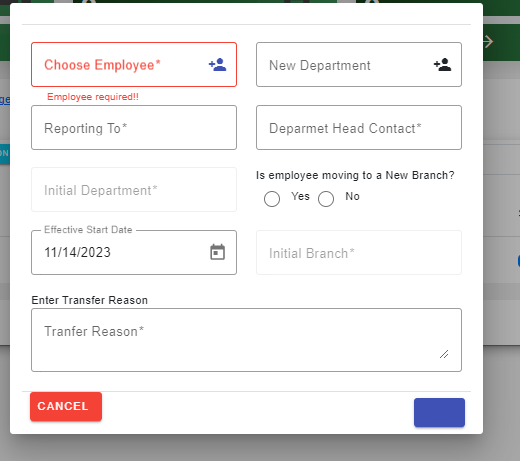 Choose Employee*
New Department
Employee required!!
Reporting To*
Deparmet Head Contact*
Initial Department*
Is employee moving to a New Branch?
Yes
No
Effective Start Date
11/14/2023
Initial Branch*
Enter Transfer Reason
Tranfer Reason*
CANCEL